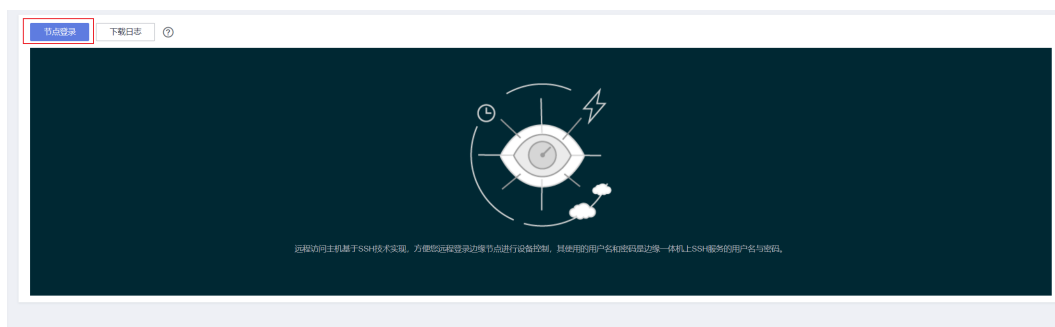 节点登录 下载日志 ?
远程访问主机基于SSH技术实现，方便您远程登录边缘节点进行设备控制，其使用的用户名和密码是边缘一体机上SSH服务的用户名与密码。